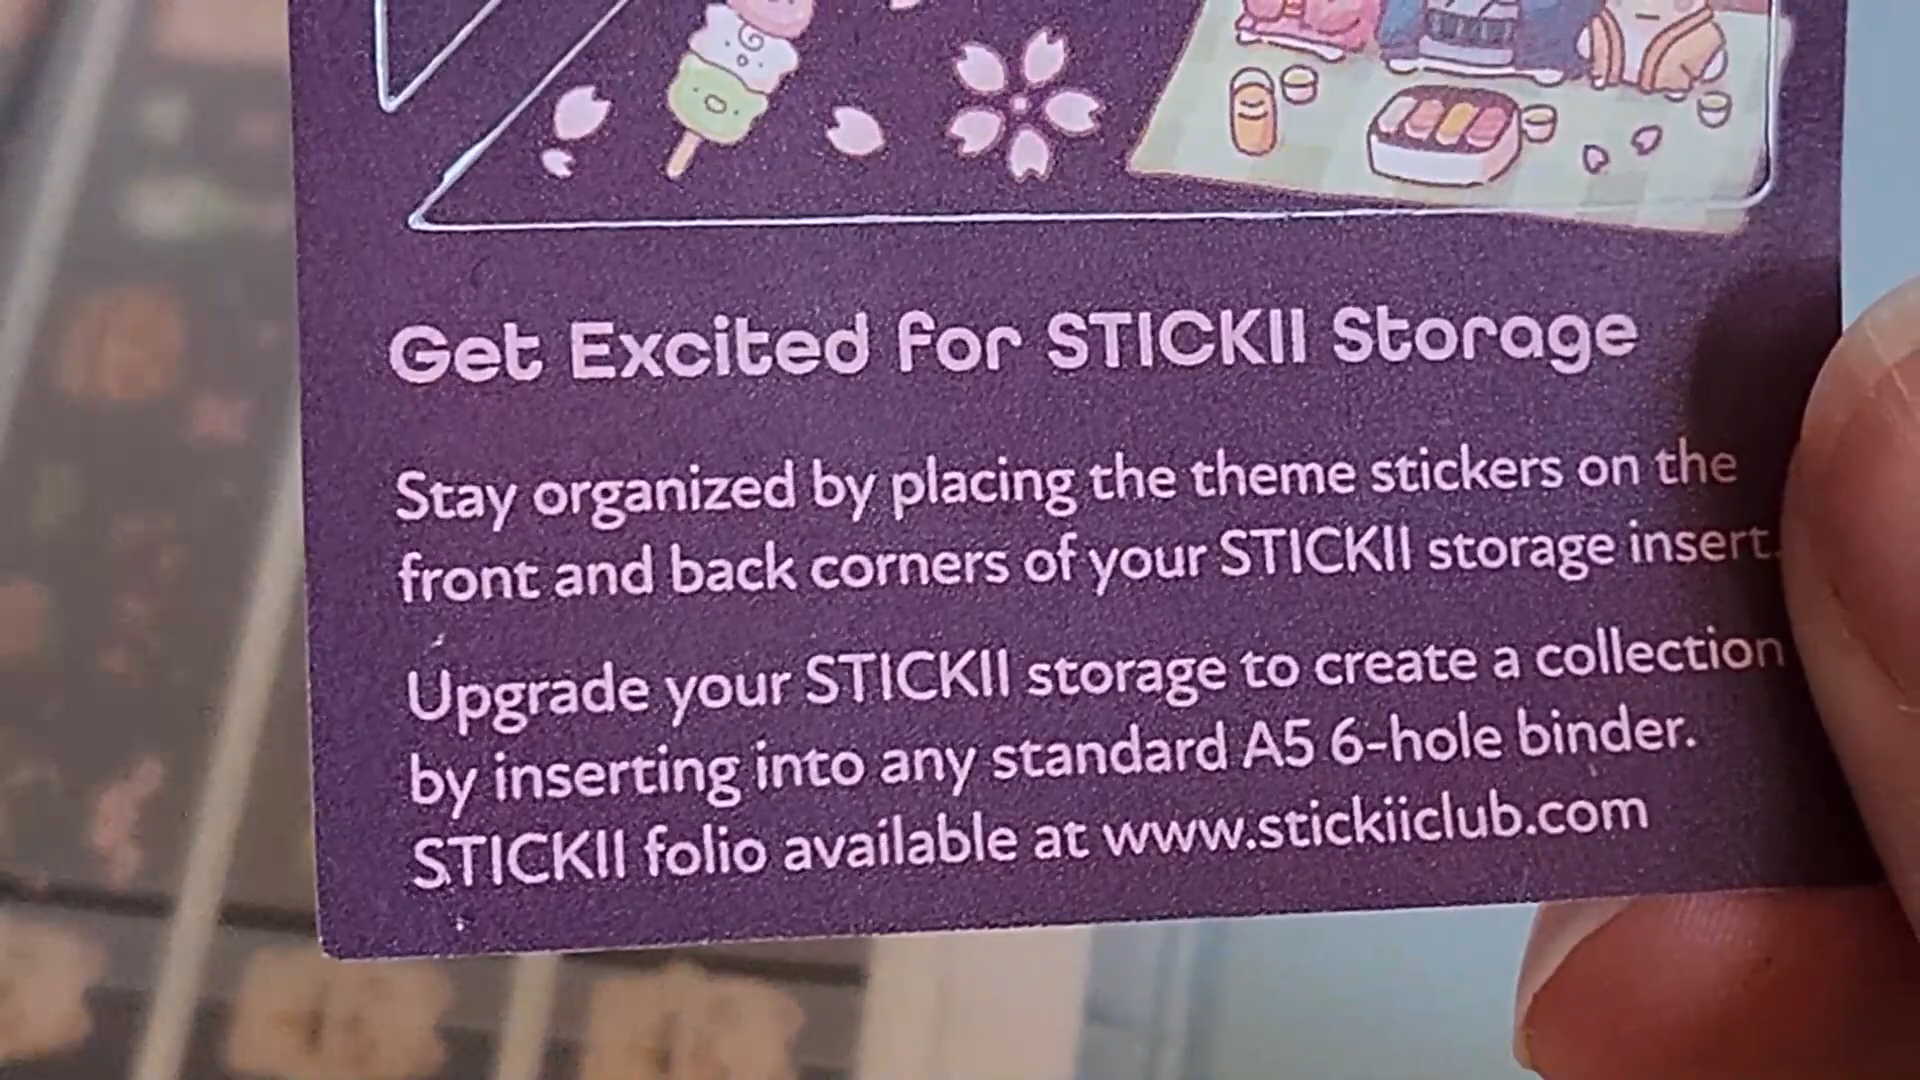 Get Excited for STICKII Storage
Stay organized by placing the theme stickers on the
front and back corners of your STICKII storage insert.
Upgrade your STICKII storage to create a collection
by inserting into any standard A5 6-hole binder.
STICKII folio available at www.stickiiclub.com